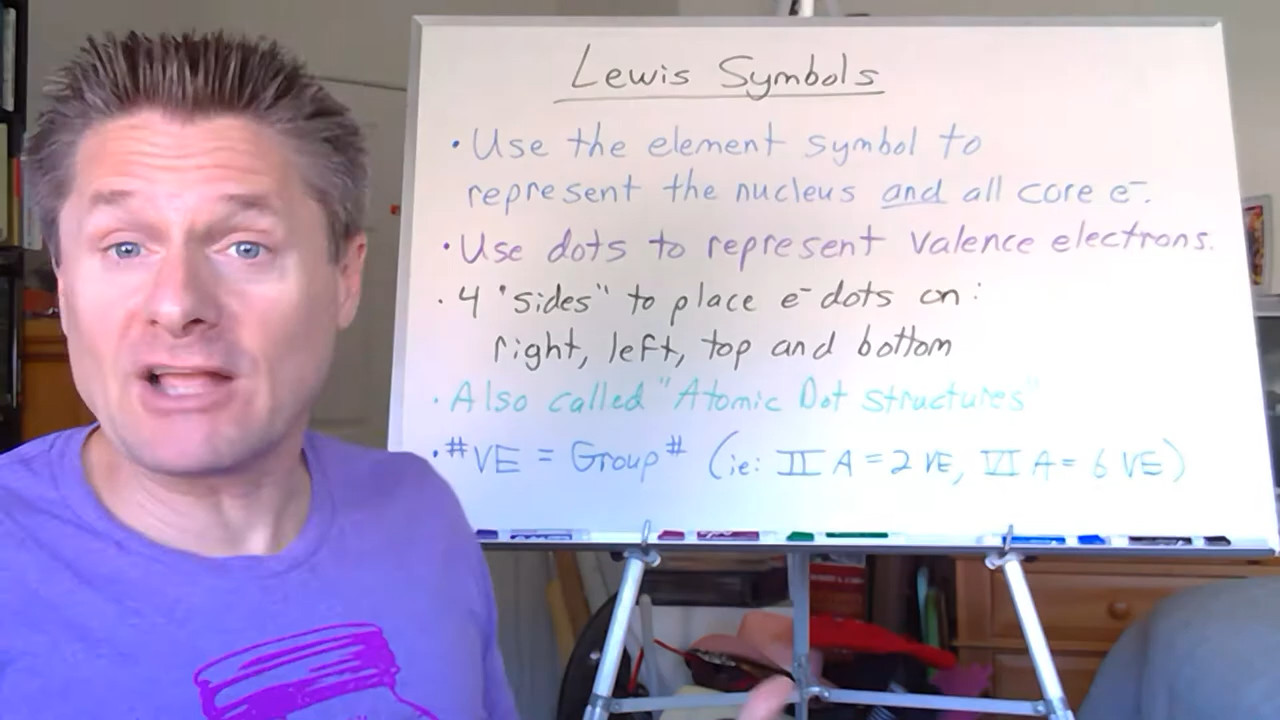 Lewis Symbols
• Use the element symbol to
represent the nucleus and all core e⁻.
• Use dots to represent valence electrons.
• 4 "sides" to place e⁻ dots on:
right, left, top and bottom
• Also called "Atomic Dot structures"
• #VE = Group # (ie: II A = 2 VE, VI A = 6 VE)